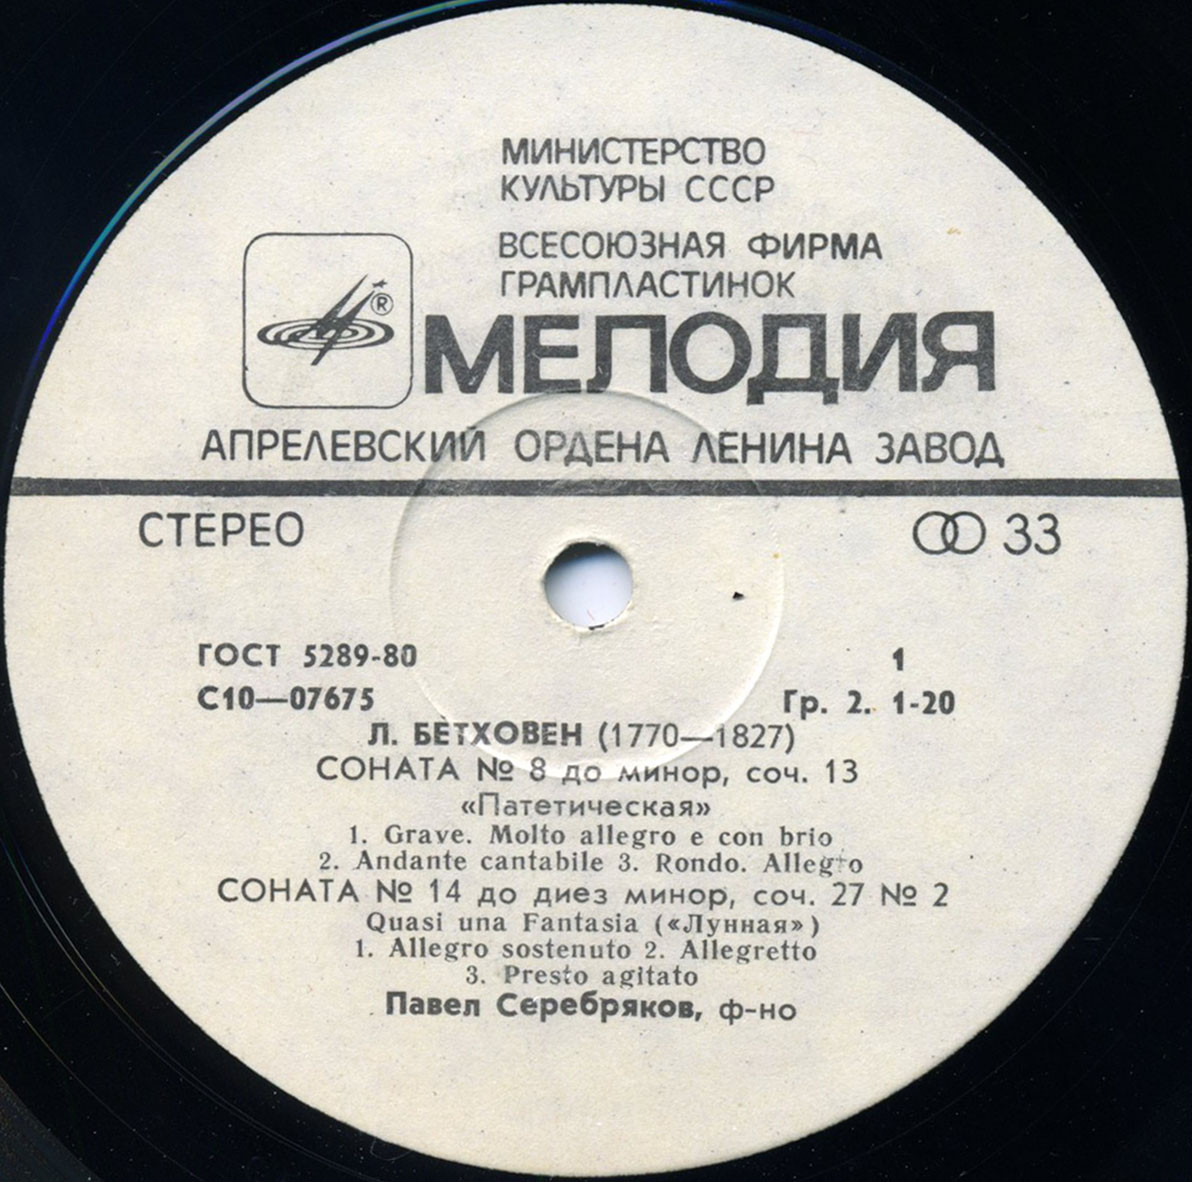 МИНИСТЕРСТВО
КУЛЬТУРЫ СССР
ВСЕСОЮЗНАЯ ФИРМА
ГРАМПЛАСТИНОК
®
МЕЛОДИЯ
АПРЕЛЕВСКИЙ ОРДЕНА ЛЕНИНА ЗАВОД
СТЕРЕО 33
ГОСТ 5289-80 1
С10—07675 Гр. 2. 1-20
Л. БЕТХОВЕН (1770—1827)
СОНАТА № 8 до минор, соч. 13
«Патетическая»
1. Grave. Molto allegro e con brio
2. Andante cantabile 3. Rondo. Allegro
СОНАТА № 14 до диез минор, соч. 27 № 2
Quasi una Fantasia («Лунная»)
1. Allegro sostenuto 2. Allegretto
3. Presto agitato
Павел Серебряков, ф-но